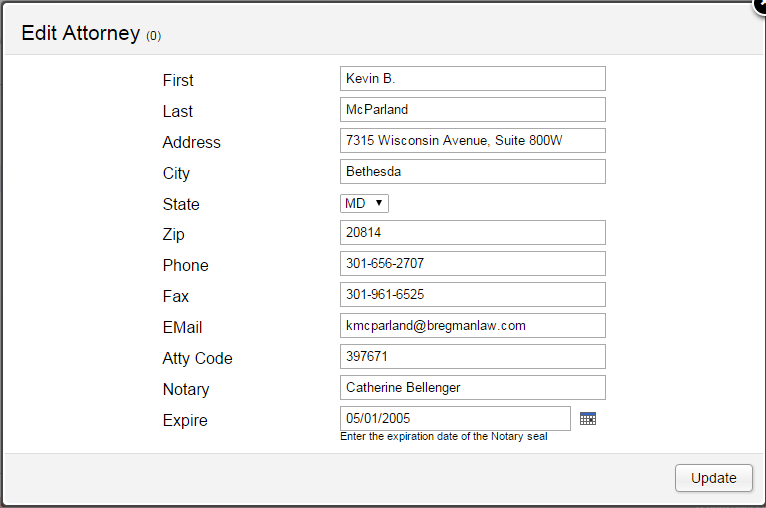 Edit Attorney (0)
First Kevin B.
Last McParland
Address 7315 Wisconsin Avenue, Suite 800W
City Bethesda
State MD
Zip 20814
Phone 301-656-2707
Fax 301-961-6525
EMail kmcparland@bregmanlaw.com
Atty Code 397671
Notary Catherine Bellenger
Expire 05/01/2005
Enter the expiration date of the Notary seal
Update